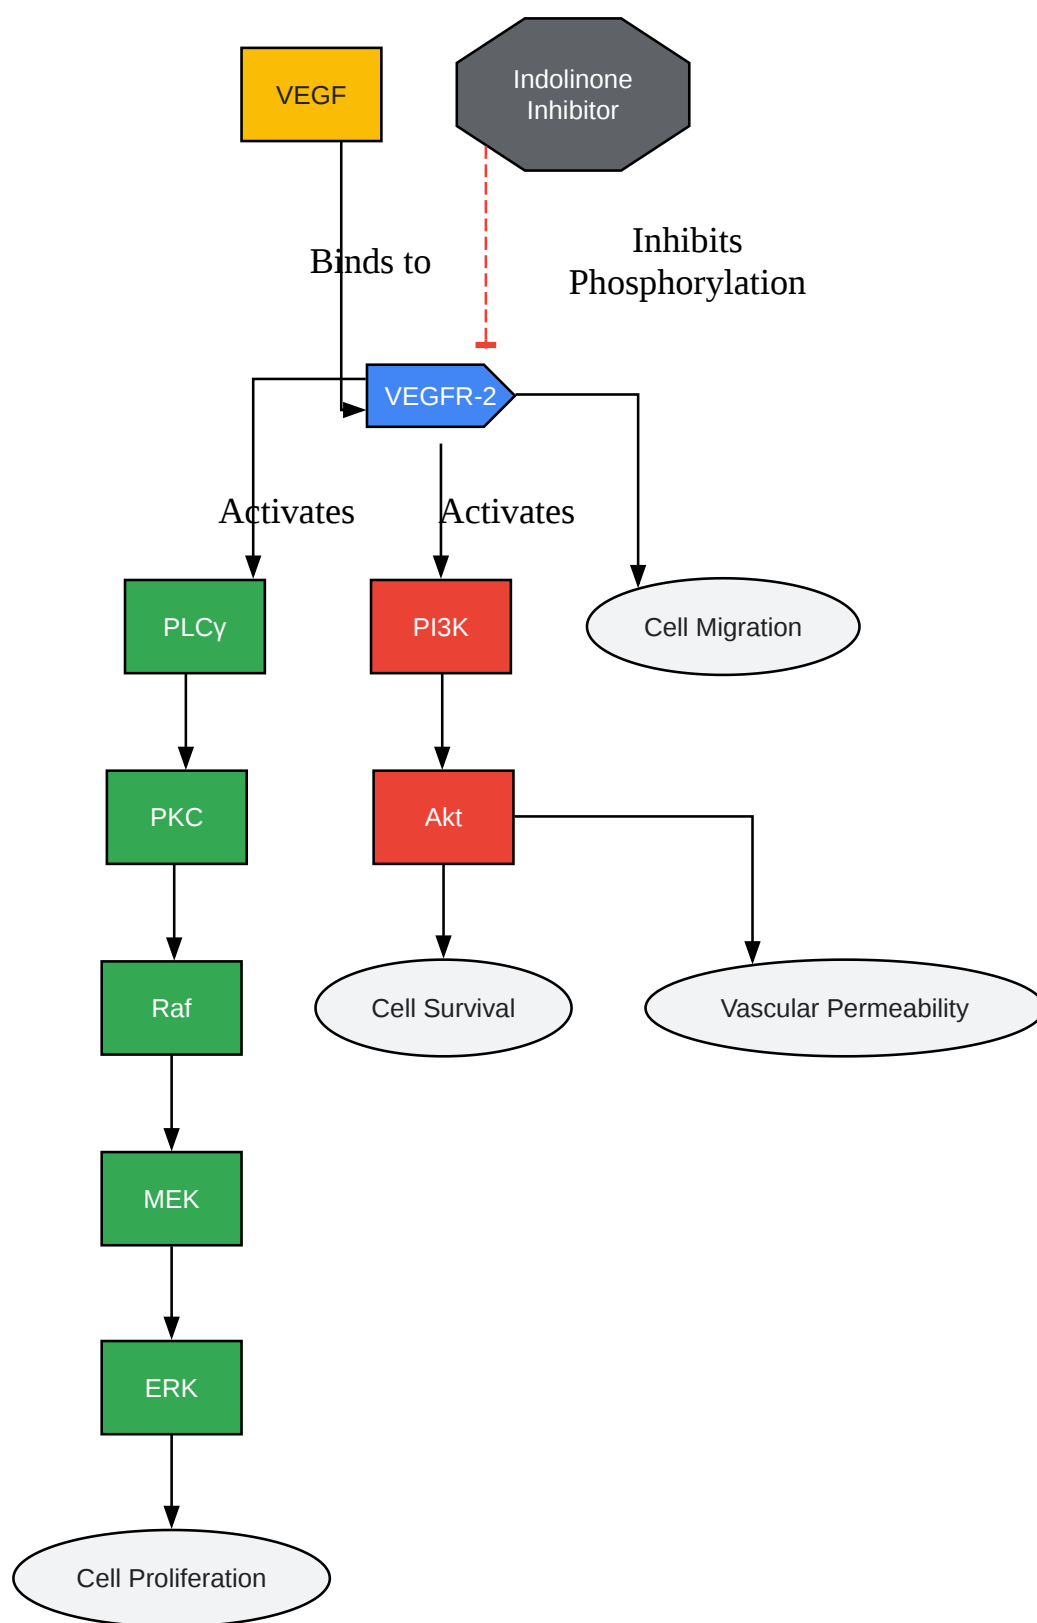 VEGF
Indolinone
Inhibitor
Binds to
Inhibits
Phosphorylation
VEGFR-2
Activates
Activates
PLCγ
PI3K
Cell Migration
PKC
Akt
Raf
Cell Survival
Vascular Permeability
MEK
ERK
Cell Proliferation